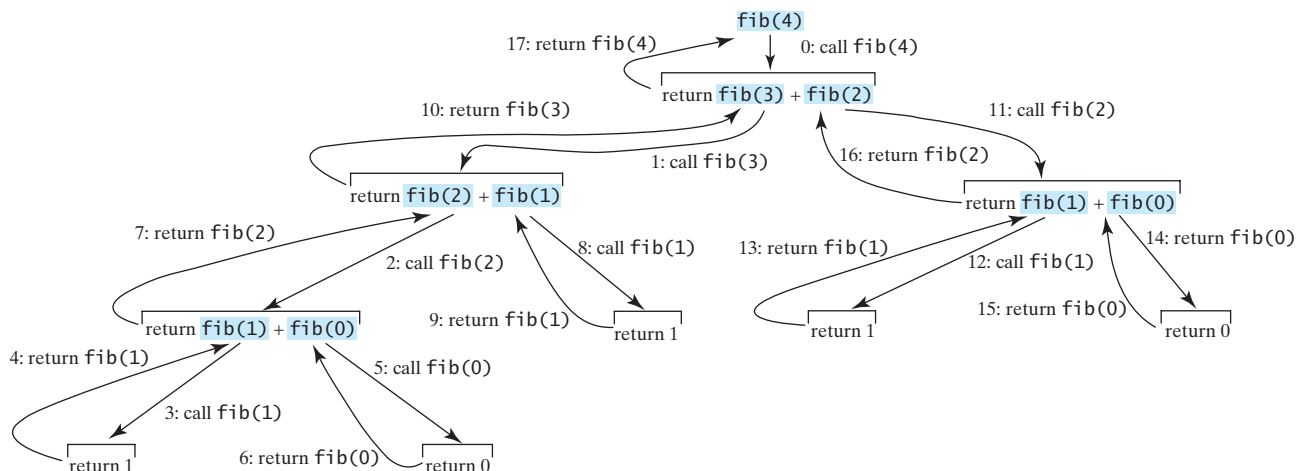 fib(4)
17: return fib(4)
0: call fib(4)
return fib(3) + fib(2)
10: return fib(3)
11: call fib(2)
1: call fib(3)
16: return fib(2)
return fib(2) + fib(1)
return fib(1) + fib(0)
7: return fib(2)
8: call fib(1)
13: return fib(1)
14: return fib(0)
2: call fib(2)
12: call fib(1)
9: return fib(1)
15: return fib(0)
return fib(1) + fib(0)
return 1
return 1
return 0
4: return fib(1)
5: call fib(0)
3: call fib(1)
6: return fib(0)
return 1
return 0